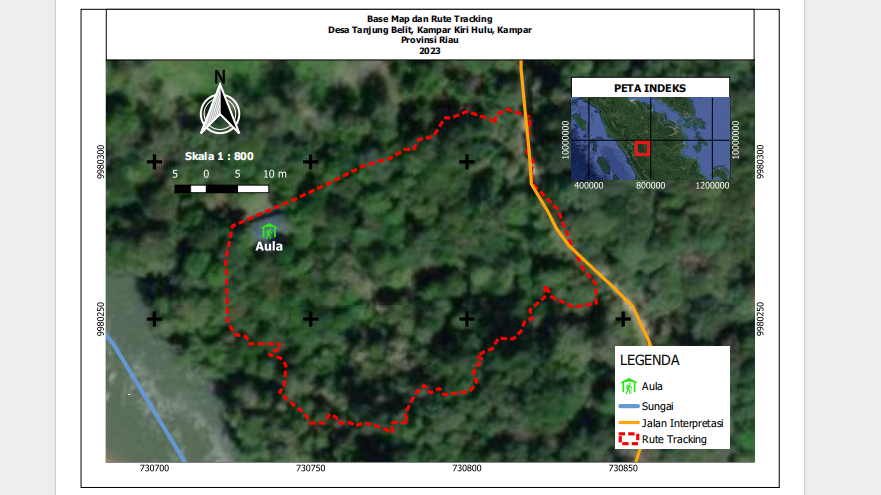 Base Map dan Rute Tracking
Desa Tanjung Belit, Kampar Kiri Hulu, Kampar
Provinsi Riau
2023
N
Skala 1 : 800
5 0 5 10 m
PETA INDEKS
10000000 10000000
400000 800000 1200000
9980300 9980300
Aula
9980250 9980250
LEGENDA
Aula
Sungai
Jalan Interpretasi
Rute Tracking
730700 730750 730800 730850